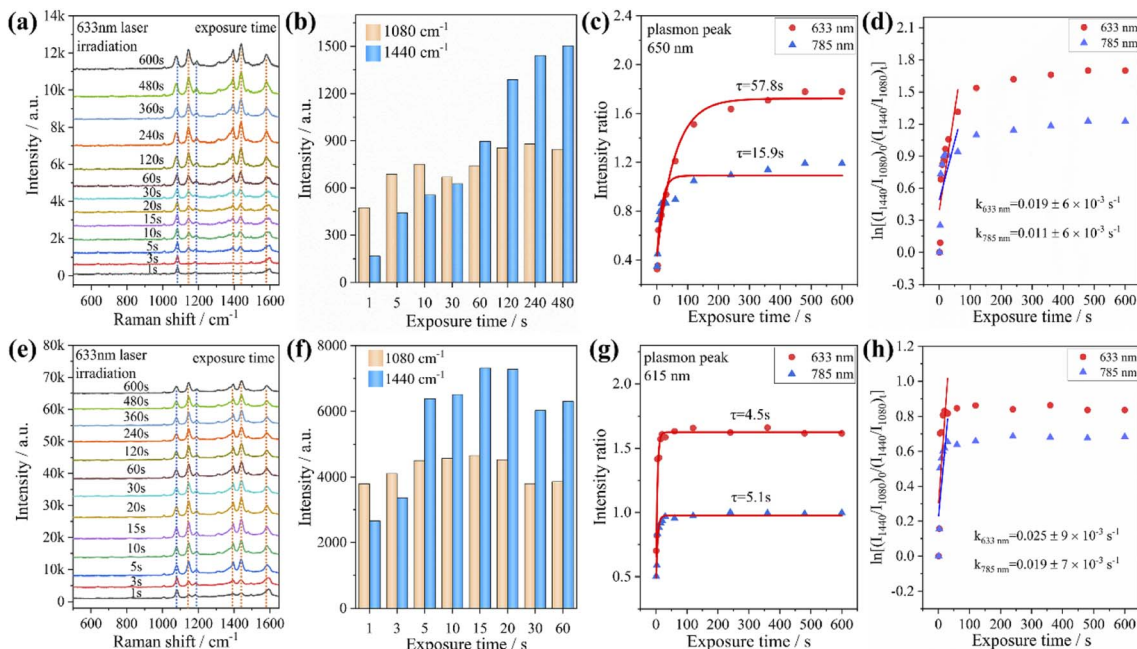 (a)
633nm laser irradiation
exposure time
14k
12k
10k
8k
6k
4k
2k
0
600s
480s
360s
240s
120s
60s
30s
20s
15s
10s
5s
3s
1s
600 800 1000 1200 1400 1600
Raman shift / cm⁻¹
Intensity / a.u.
(b)
1080 cm⁻¹
1440 cm⁻¹
1500
1200
900
600
300
0
1 5 10 30 60 120 240 480
Exposure time / s
Intensity / a.u.
(c)
plasmon peak
650 nm
633 nm
785 nm
τ=57.8s
τ=15.9s
2.4
2.0
1.6
1.2
0.8
0.4
0 100 200 300 400 500 600
Exposure time / s
Intensity ratio
(d)
633 nm
785 nm
k633 nm=0.019 ± 6 × 10⁻³ s⁻¹
k785 nm=0.011 ± 6 × 10⁻³ s⁻¹
2.1
1.8
1.5
1.2
0.9
0.6
0.3
0.0
-0.3
0 100 200 300 400 500 600
Exposure time / s
ln[(I1440/I1080)0/(I1440/I1080)t]
(e)
633nm laser
irradiation
exposure time
80k
70k
60k
50k
40k
30k
20k
10k
0
600s
480s
360s
240s
120s
60s
30s
20s
15s
10s
5s
3s
1s
600 800 1000 1200 1400 1600
Raman shift / cm⁻¹
Intensity / a.u.
(f)
1080 cm⁻¹
1440 cm⁻¹
8000
6000
4000
2000
0
1 3 5 10 15 20 30 60
Exposure time / s
Intensity / a.u.
(g)
plasmon peak
615 nm
633 nm
785 nm
τ=4.5s
τ=5.1s
2.0
1.5
1.0
0.5
0 100 200 300 400 500 600
Exposure time / s
Intensity ratio
(h)
633 nm
785 nm
k633 nm=0.025 ± 9 × 10⁻³ s⁻¹
k785 nm=0.019 ± 7 × 10⁻³ s⁻¹
1.2
1.0
0.8
0.6
0.4
0.2
0.0
-0.2
0 100 200 300 400 500 600
Exposure time / s
ln[(I1440/I1080)0/(I1440/I1080)t]